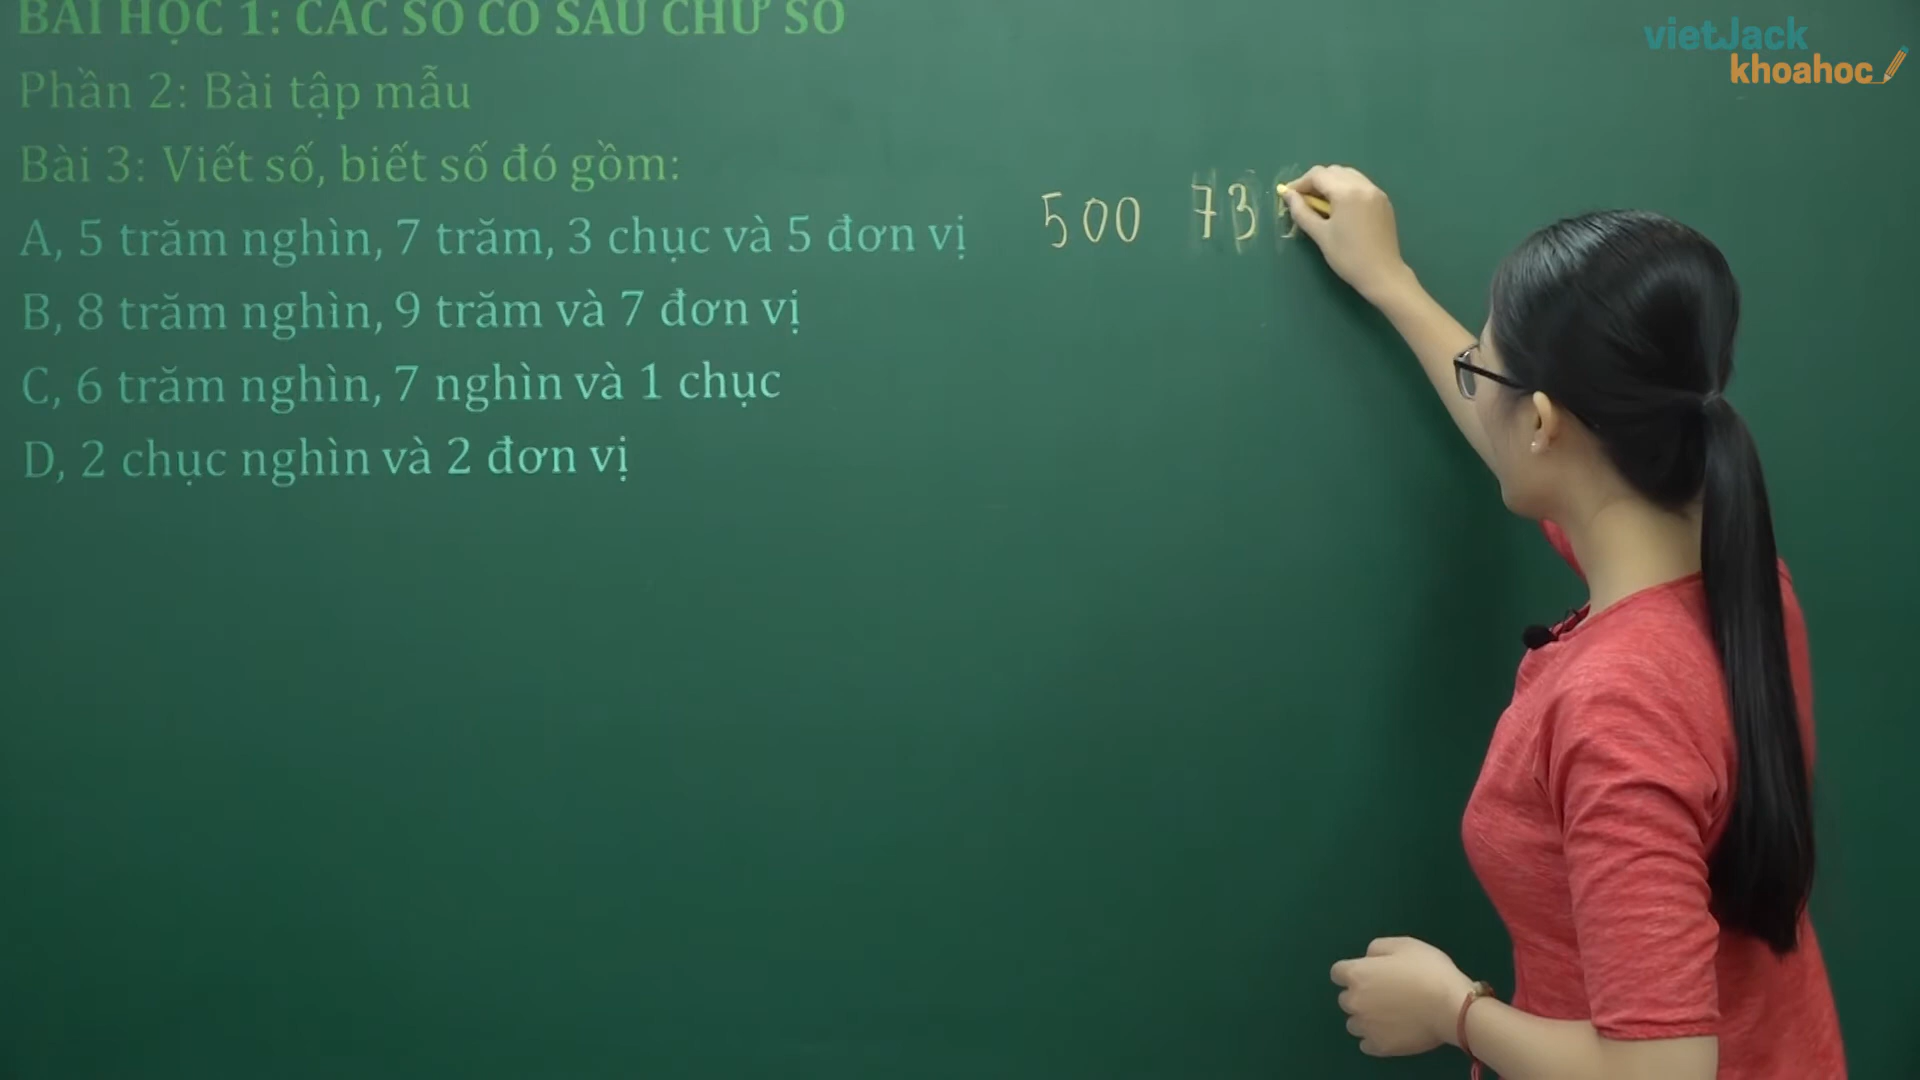 BÀI HỌC 1: CÁC SỐ CÓ SÁU CHỮ SỐ
Phần 2: Bài tập mẫu
Bài 3: Viết số, biết số đó gồm:
A, 5 trăm nghìn, 7 trăm, 3 chục và 5 đơn vị
500 735
B, 8 trăm nghìn, 9 trăm và 7 đơn vị
C, 6 trăm nghìn, 7 nghìn và 1 chục
D, 2 chục nghìn và 2 đơn vị
vietJack
khoahoc